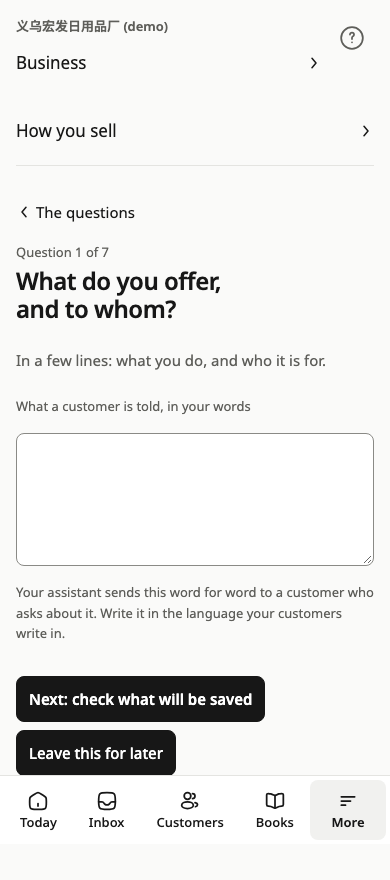 义乌宏发日用品厂 (demo)
Business
How you sell
The questions
Question 1 of 7
What do you offer,
and to whom?
In a few lines: what you do, and who it is for.
What a customer is told, in your words
Your assistant sends this word for word to a customer who
asks about it. Write it in the language your customers
write in.
Next: check what will be saved
Leave this for later
Today
Inbox
Customers
Books
More